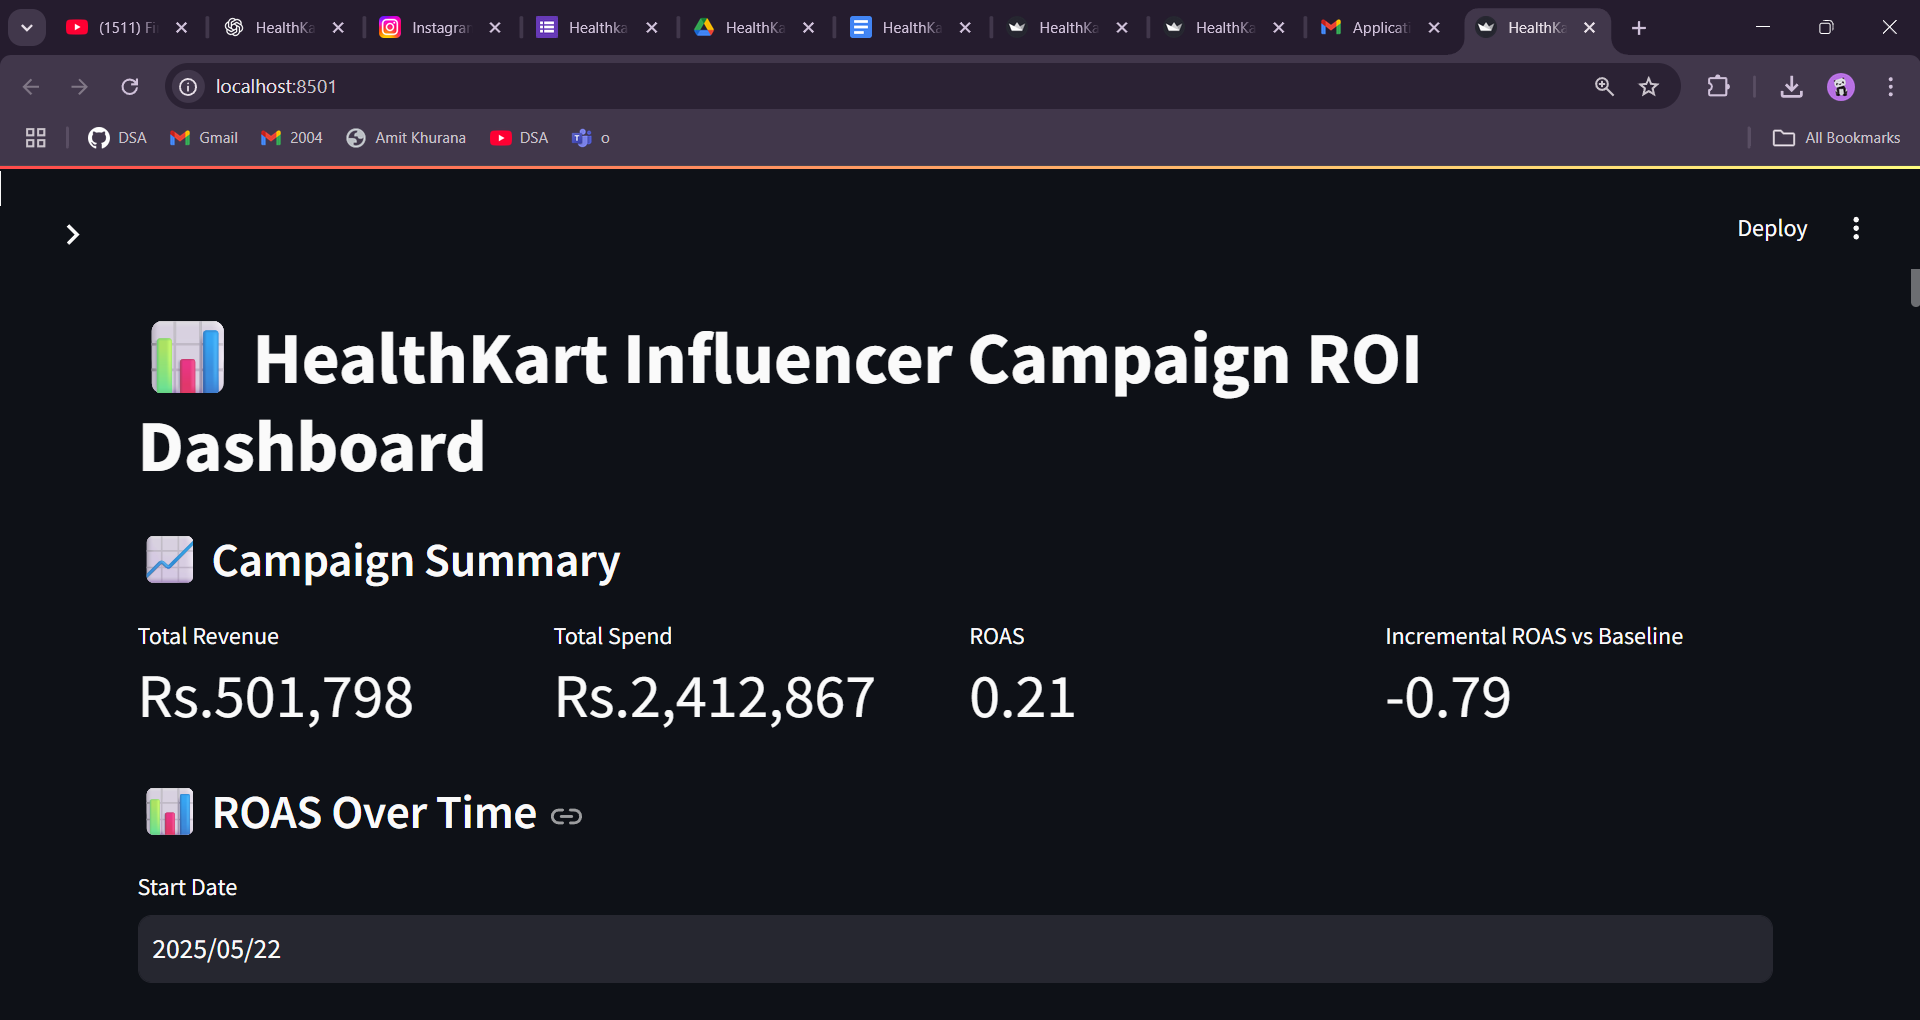 (1511) Fi
HealthKa
Instagram
Healthka
HealthKa
HealthKa
HealthKa
HealthKa
Applicati
HealthKa
localhost:8501
DSA
Gmail
2004
Amit Khurana
DSA
o
All Bookmarks
Deploy
HealthKart Influencer Campaign ROI
Dashboard
Campaign Summary
Total Revenue
Total Spend
ROAS
Incremental ROAS vs Baseline
Rs.501,798
Rs.2,412,867
0.21
-0.79
ROAS Over Time
Start Date
2025/05/22